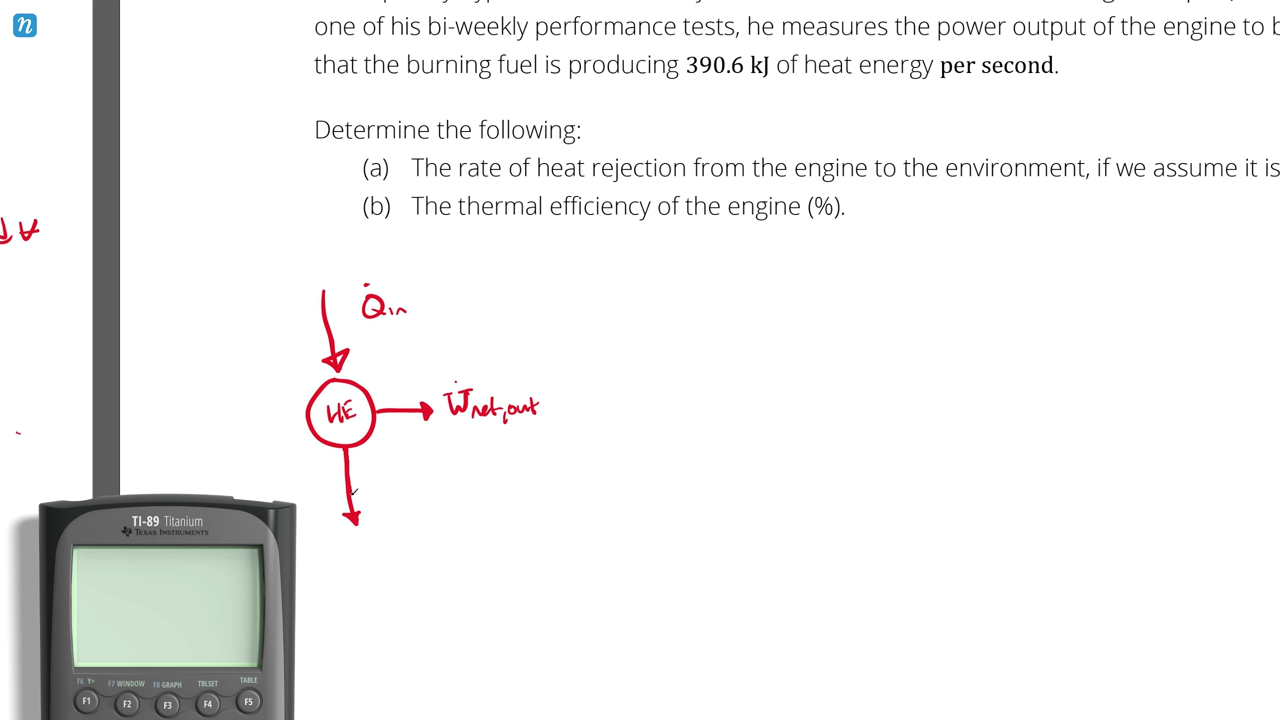 n
one of his bi-weekly performance tests, he measures the power output of the engine to b
that the burning fuel is producing 390.6 kJ of heat energy per second.
Determine the following:
(a) The rate of heat rejection from the engine to the environment, if we assume it is
(b) The thermal efficiency of the engine (%).
Q̇in
HE
Ẇnet,out
TI-89 Titanium
TEXAS INSTRUMENTS
F6 Y= F7 WINDOW F8 GRAPH TBLSET TABLE
F1 F2 F3 F4 F5